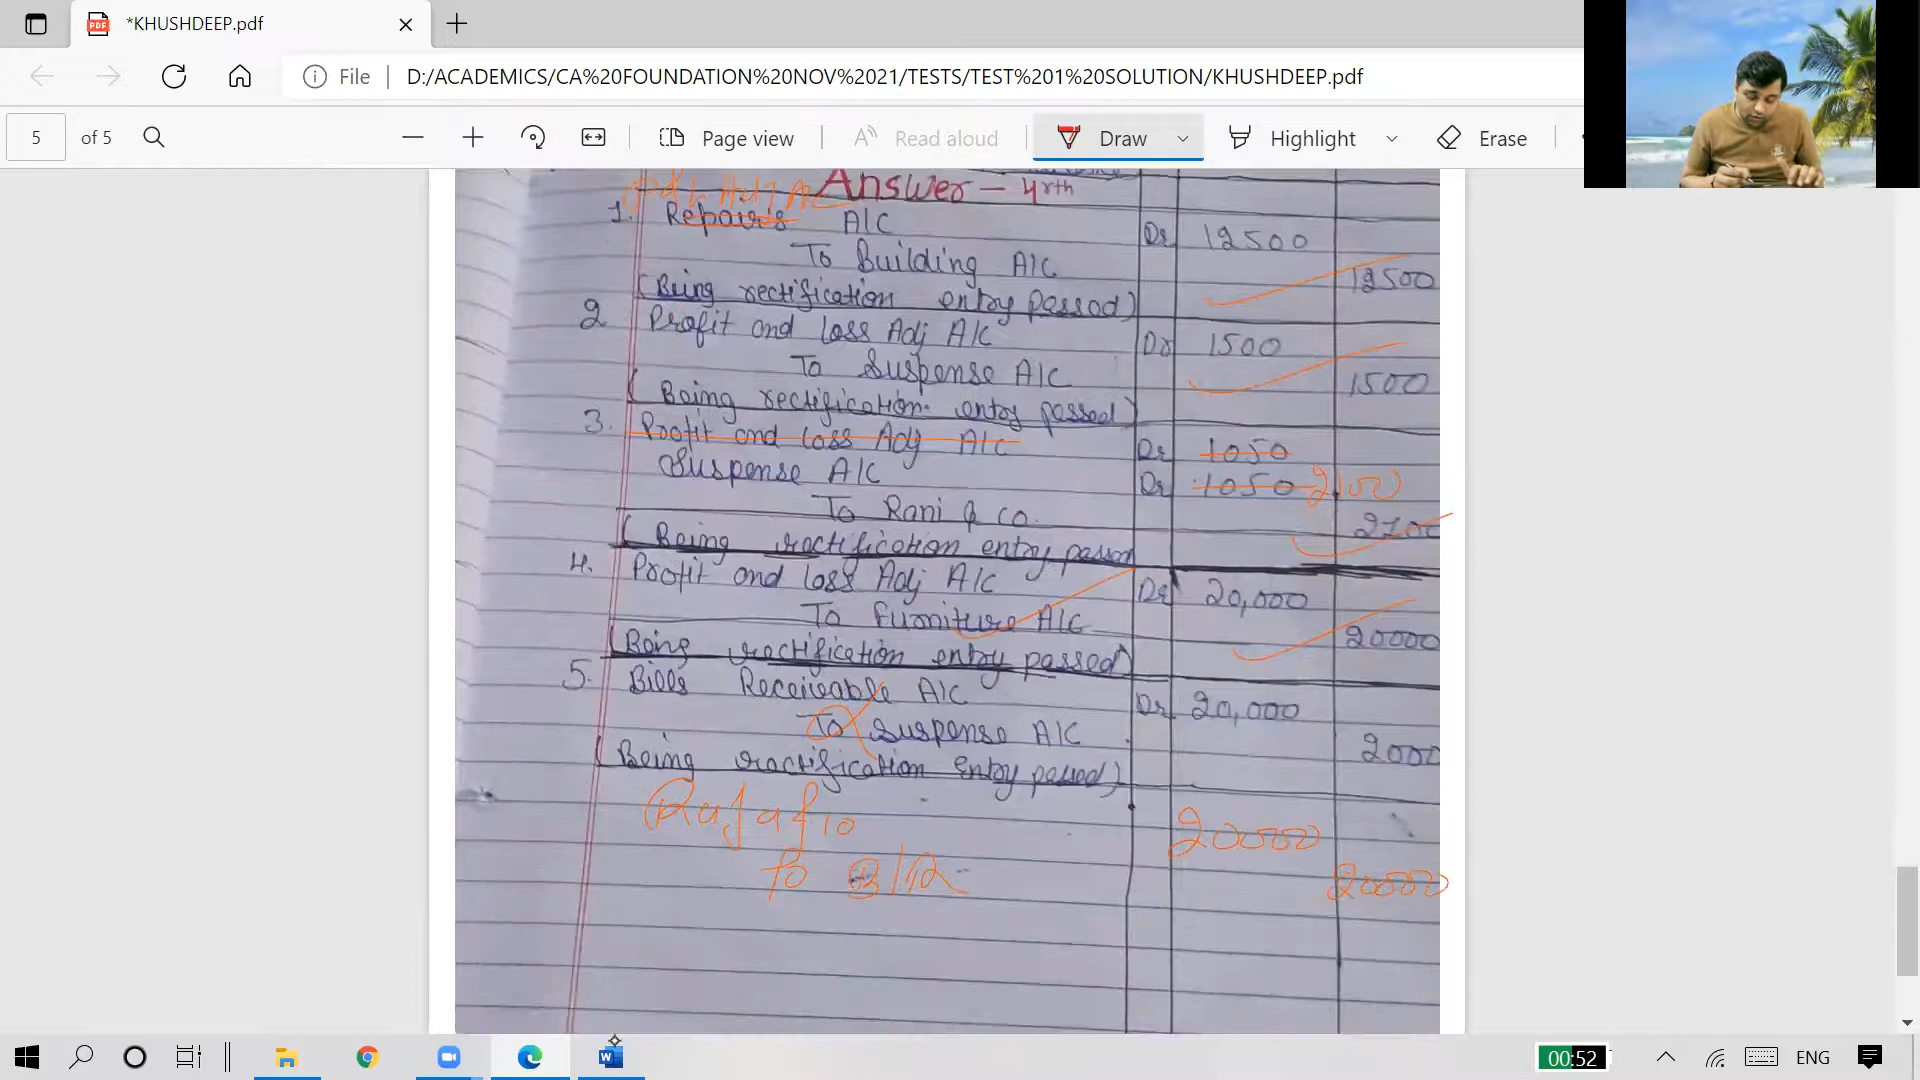 *KHUSHDEEP.pdf
File D:/ACADEMICS/CA%20FOUNDATION%20NOV%2021/TESTS/TEST%201%20SOLUTION/KHUSHDEEP.pdf
5 of 5 Page view Read aloud Draw Highlight Erase
Answer - 4rth
1. Repairs A/C Dr 12500
To Building A/C 12500
(Being rectification entry passed)
2 Profit and loss Adj A/C Dr 1500
To Suspense A/C 1500
(Being rectification entry passed)
3. Profit and loss Adj A/C Dr 1050
Suspense A/C Dr 1050 2100
To Rani & co. 2100
(Being rectification entry passed
4. Profit and loss Adj A/C Dr 20,000
To Furniture A/C 20000
(Being rectification entry passed)
5. Bills Receivable A/C Dr 20,000
To Suspense A/C 2000
(Being rectification entry passed)
20000
To B/R 20000
00:52 ENG